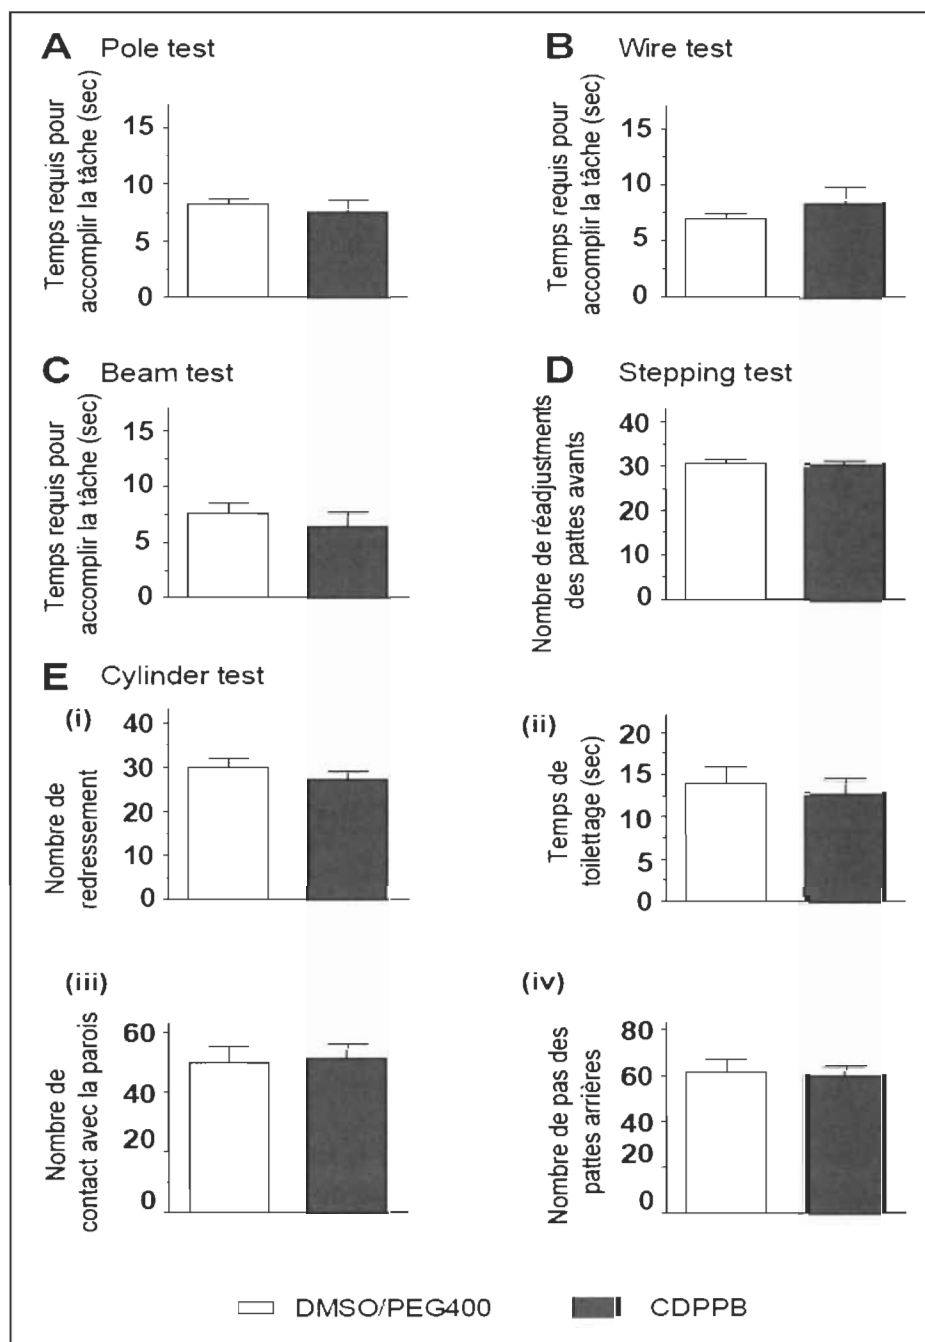 A Pole test
Temps requis pour
accomplir la tâche (sec)
15
10
5
0
B Wire test
Temps requis pour
accomplir la tâche (sec)
15
10
5
0
C Beam test
Temps requis pour
accomplir la tâche (sec)
15
10
5
0
D Stepping test
Nombre de réadjustments
des pattes avants
40
30
20
10
0
E Cylinder test
(i)
Nombre de
redressement
40
30
20
10
0
(ii)
Temps de
toilettage (sec)
20
15
10
5
0
(iii)
Nombre de
contact avec la parois
60
40
20
0
(iv)
Nombre de pas des
pattes arrières
80
60
40
20
0
DMSO/PEG400
CDPPB